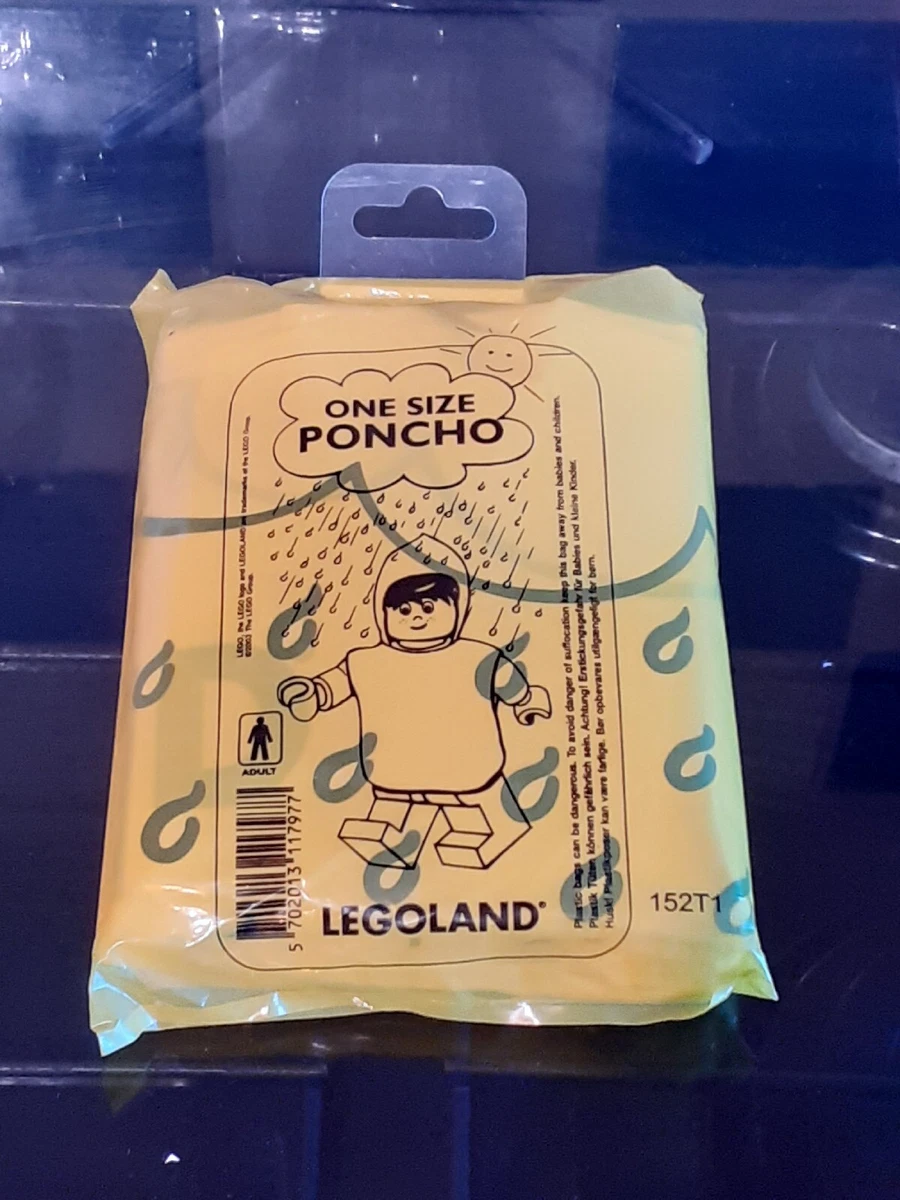 ONE SIZE
PONCHO
LEGO, the LEGO logo and LEGOLAND are trademarks of the LEGO Group.
©2003 The LEGO Group.
Plastic bags can be dangerous. To avoid danger of suffocation keep this bag away from babies and children.
Plastik Tüten können gefährlich sein. Achtung! Erstickungsgefahr für Babies und kleine Kinder.
Husk! Plastikposer kan være farlige. Bør opbevares utilgængeligt for børn.
ADULT
5 702013 117977
LEGOLAND®
152T1